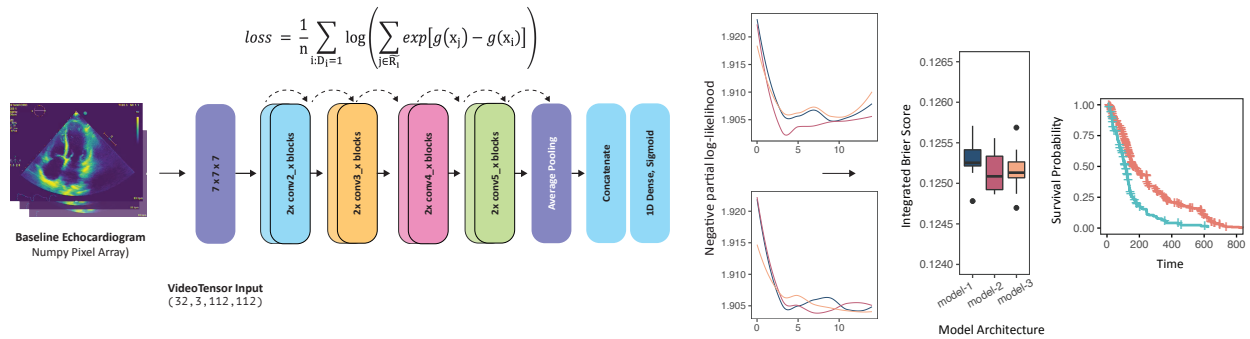 loss = 1/n ∑ i:Dᵢ=1 log( ∑ j∈R̃ᵢ exp[g(xⱼ) − g(xᵢ)] )
Baseline Echocardiogram
Numpy Pixel Array)
VideoTensor Input
(32,3,112,112)
7 x 7 x 7
2x conv2_x blocks
2x conv3_x blocks
2x conv4_x blocks
2x conv5_x blocks
Average Pooling
Concatenate
1D Dense, Sigmoid
Negative partial log-likelihood
1.920
1.915
1.910
1.905
0 5 10
1.920
1.915
1.910
1.905
0 5 10
Integrated Brier Score
0.1265
0.1260
0.1255
0.1250
0.1245
0.1240
model-1 model-2 model-3
Model Architecture
Survival Probability
1.00
0.75
0.50
0.25
0.00
0 200 400 600 800
Time